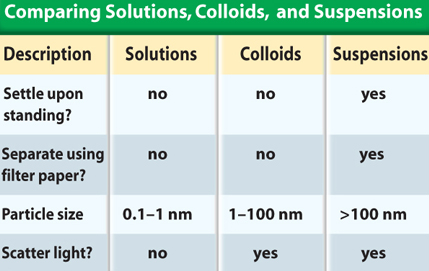 Comparing Solutions, Colloids, and Suspensions
Description Solutions Colloids Suspensions
Settle upon
standing? no no yes
Separate using
filter paper? no no yes
Particle size 0.1–1 nm 1–100 nm >100 nm
Scatter light? no yes yes